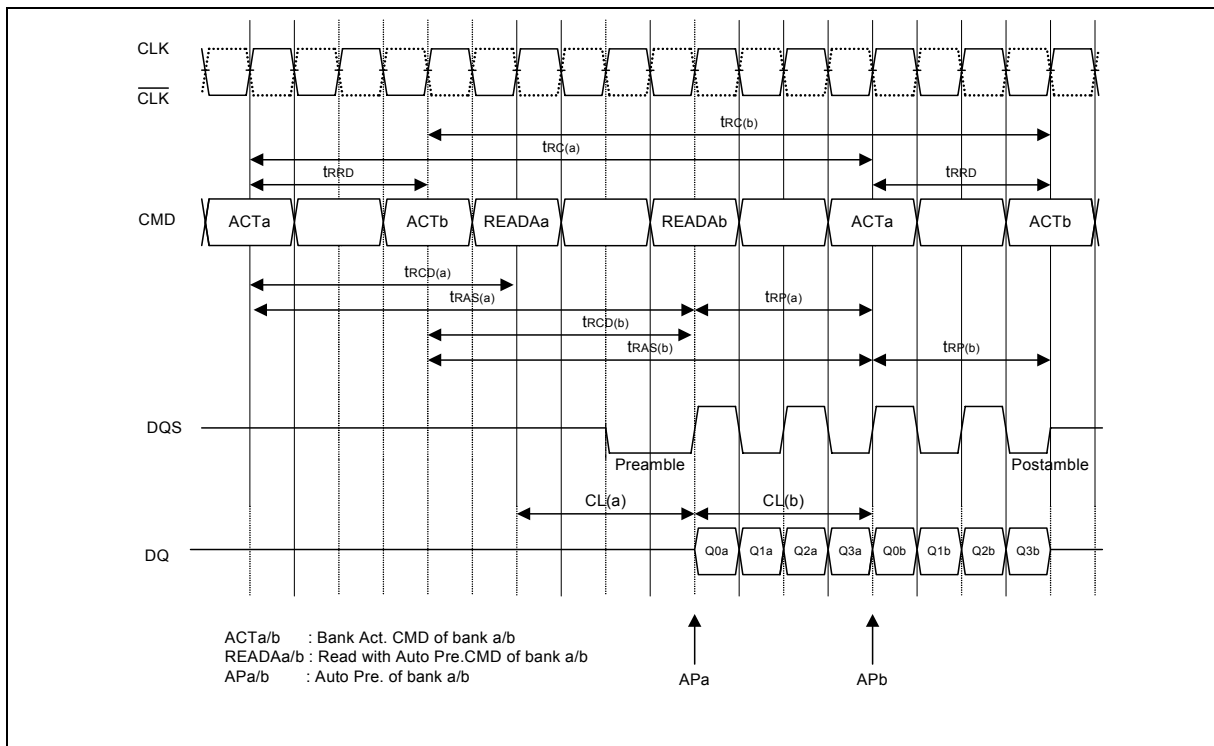 CLK
CLK
tRC(b)
tRC(a)
tRRD tRRD
CMD ACTa ACTb READAa READAb ACTa ACTb
tRCD(a)
tRAS(a) tRP(a)
tRCD(b)
tRAS(b) tRP(b)
DQS
Preamble Postamble
CL(a) CL(b)
DQ Q0a Q1a Q2a Q3a Q0b Q1b Q2b Q3b
ACTa/b : Bank Act. CMD of bank a/b
READAa/b : Read with Auto Pre.CMD of bank a/b
APa/b : Auto Pre. of bank a/b
APa APb